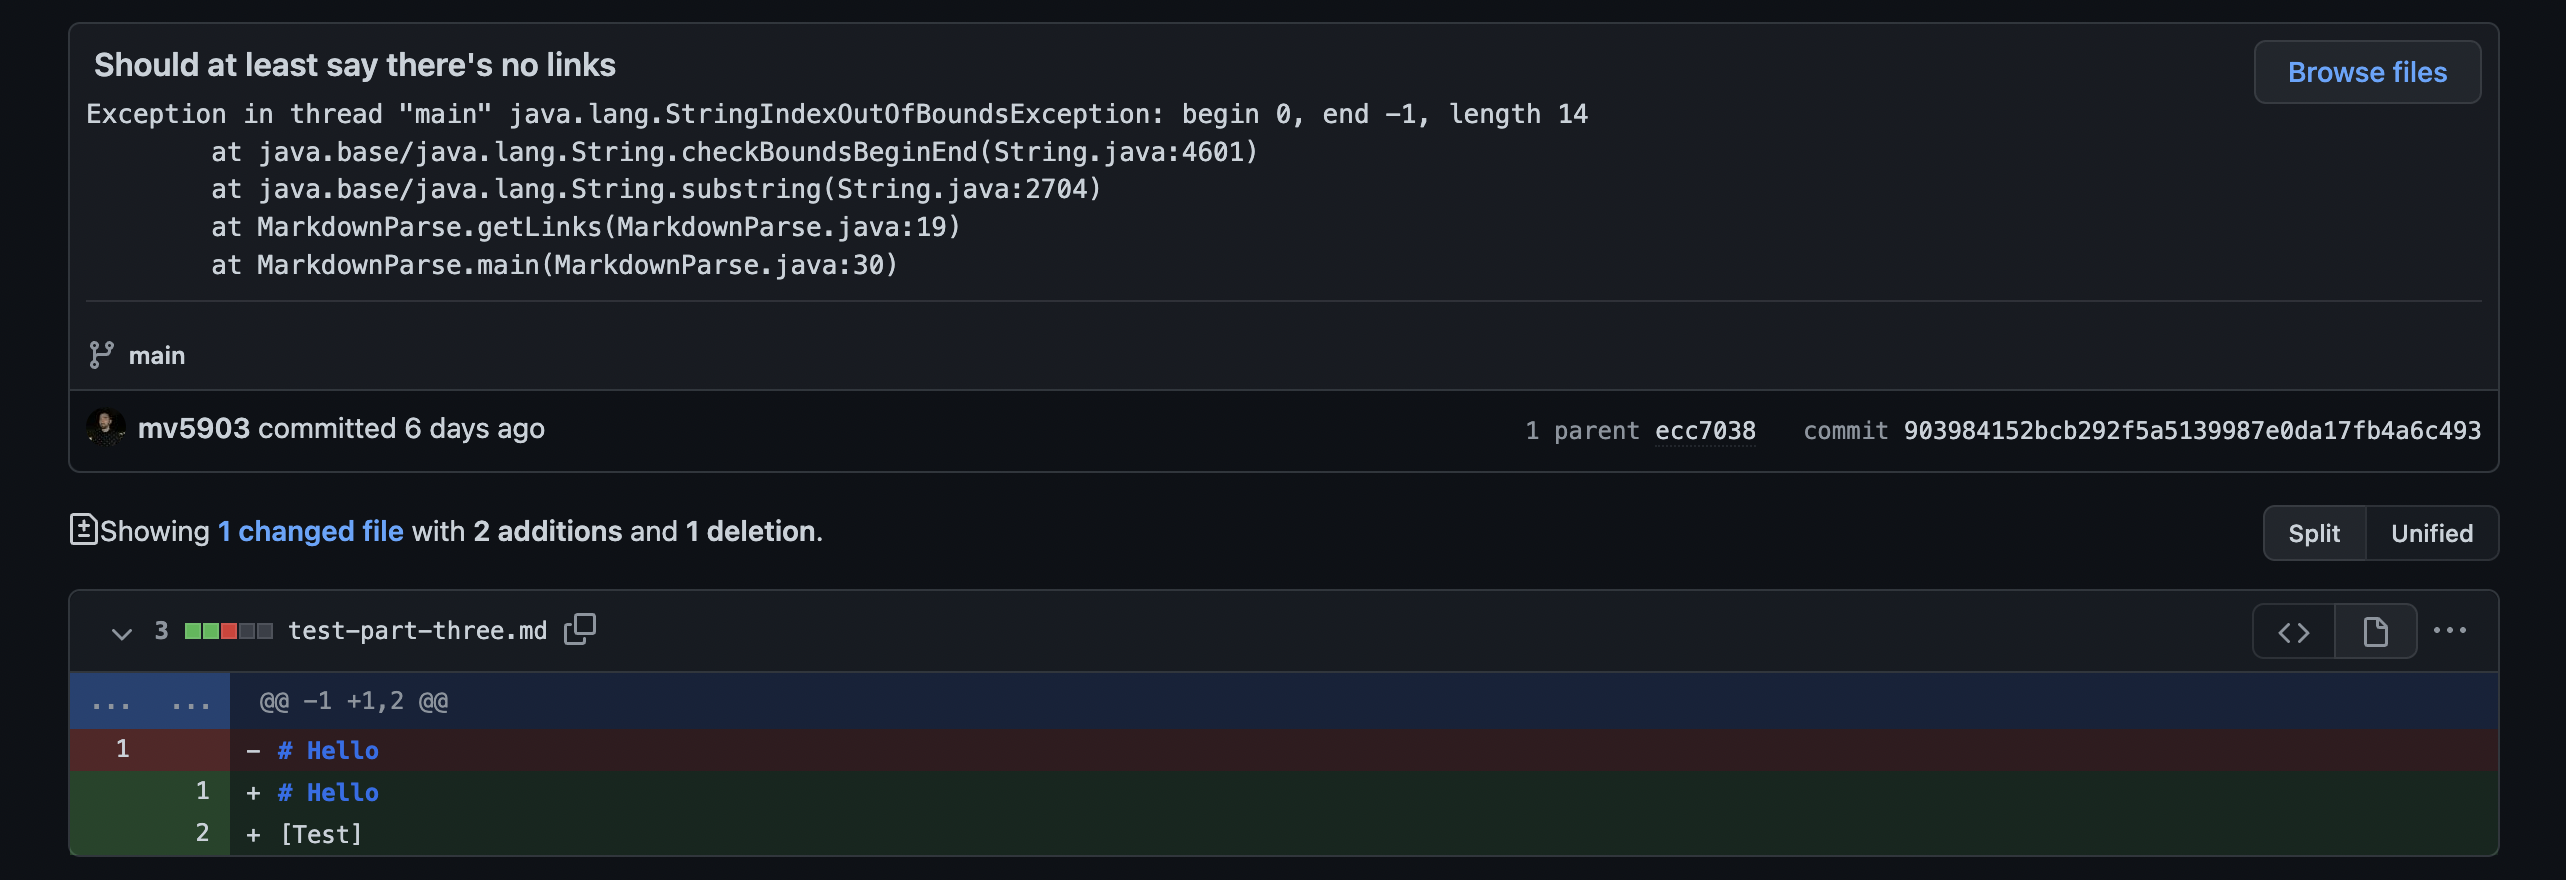 Should at least say there's no links
Browse files
Exception in thread "main" java.lang.StringIndexOutOfBoundsException: begin 0, end -1, length 14
at java.base/java.lang.String.checkBoundsBeginEnd(String.java:4601)
at java.base/java.lang.String.substring(String.java:2704)
at MarkdownParse.getLinks(MarkdownParse.java:19)
at MarkdownParse.main(MarkdownParse.java:30)
main
mv5903 committed 6 days ago
1 parent ecc7038 commit 903984152bcb292f5a5139987e0da17fb4a6c493
Showing 1 changed file with 2 additions and 1 deletion.
Split Unified
3 test-part-three.md
... ... @@ -1 +1,2 @@
1 - # Hello
1 + # Hello
2 + [Test]